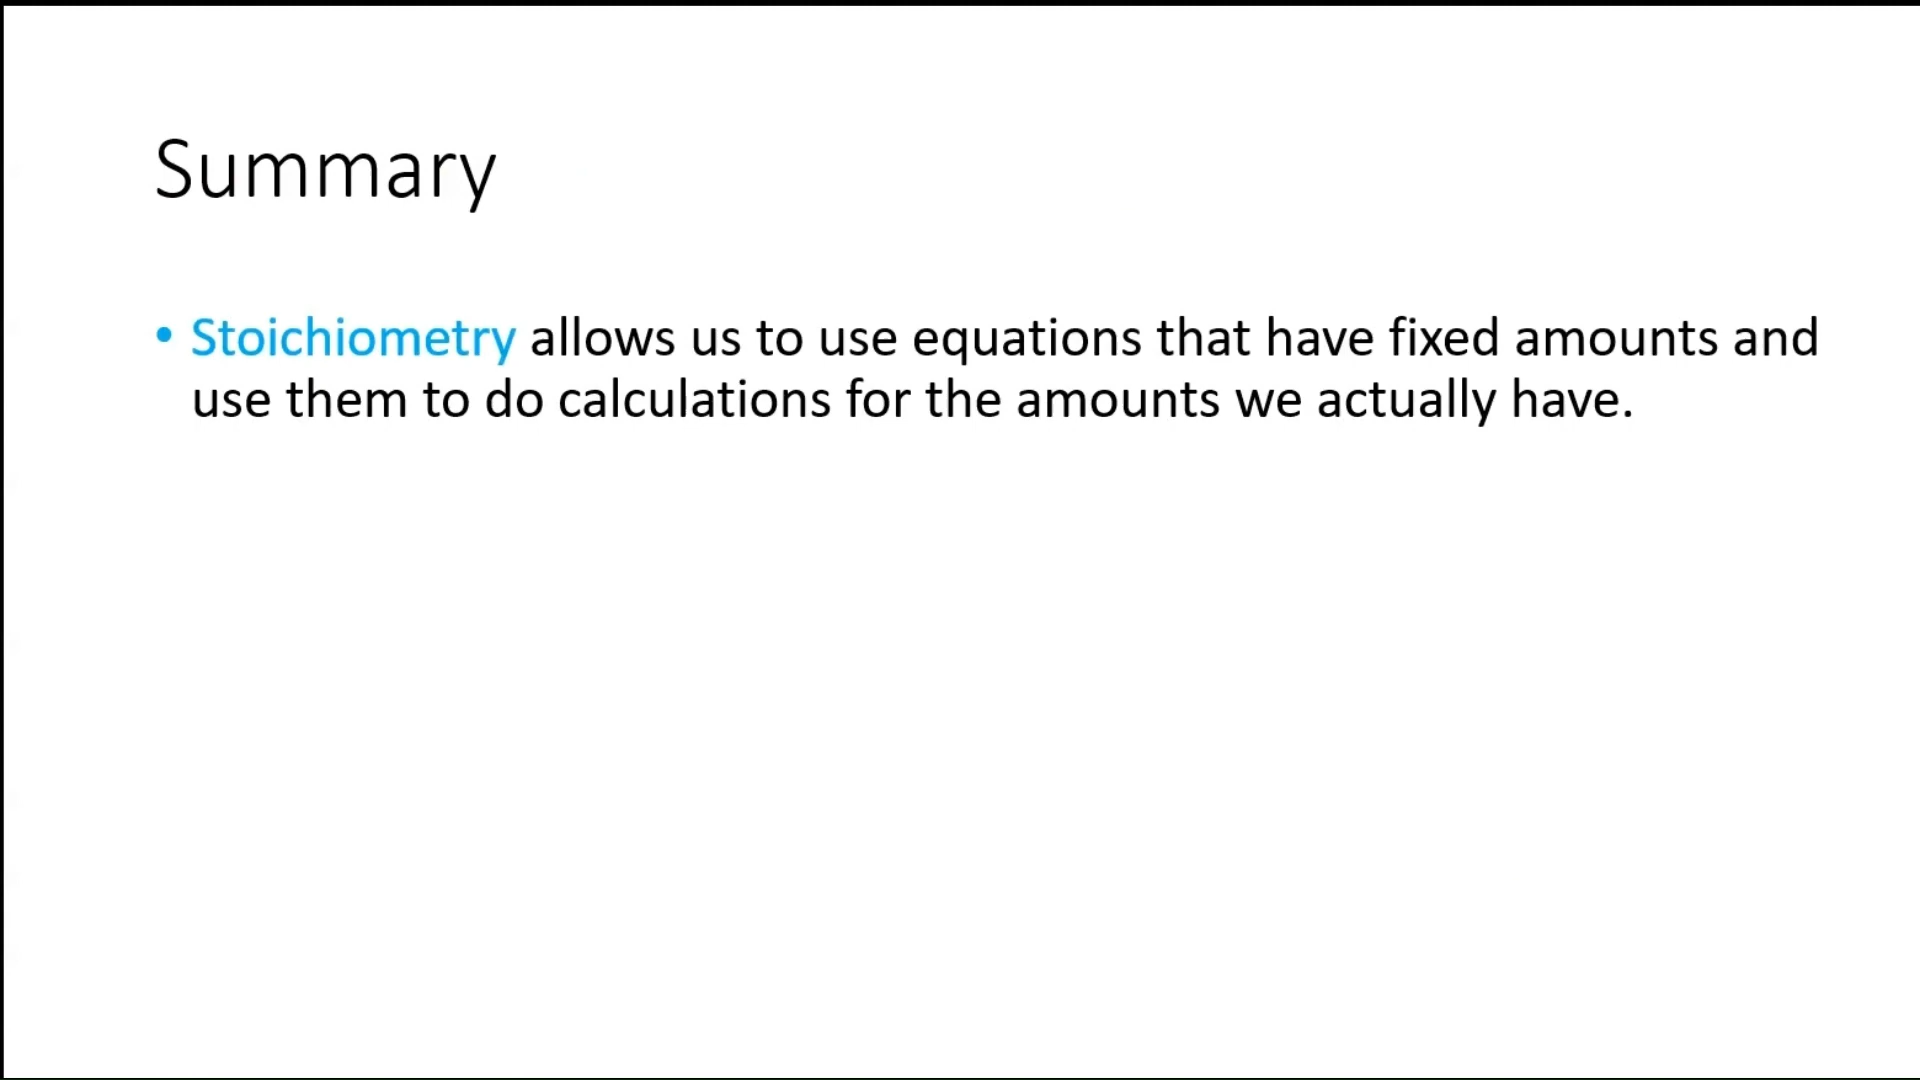 Summary
• Stoichiometry allows us to use equations that have fixed amounts and
use them to do calculations for the amounts we actually have.